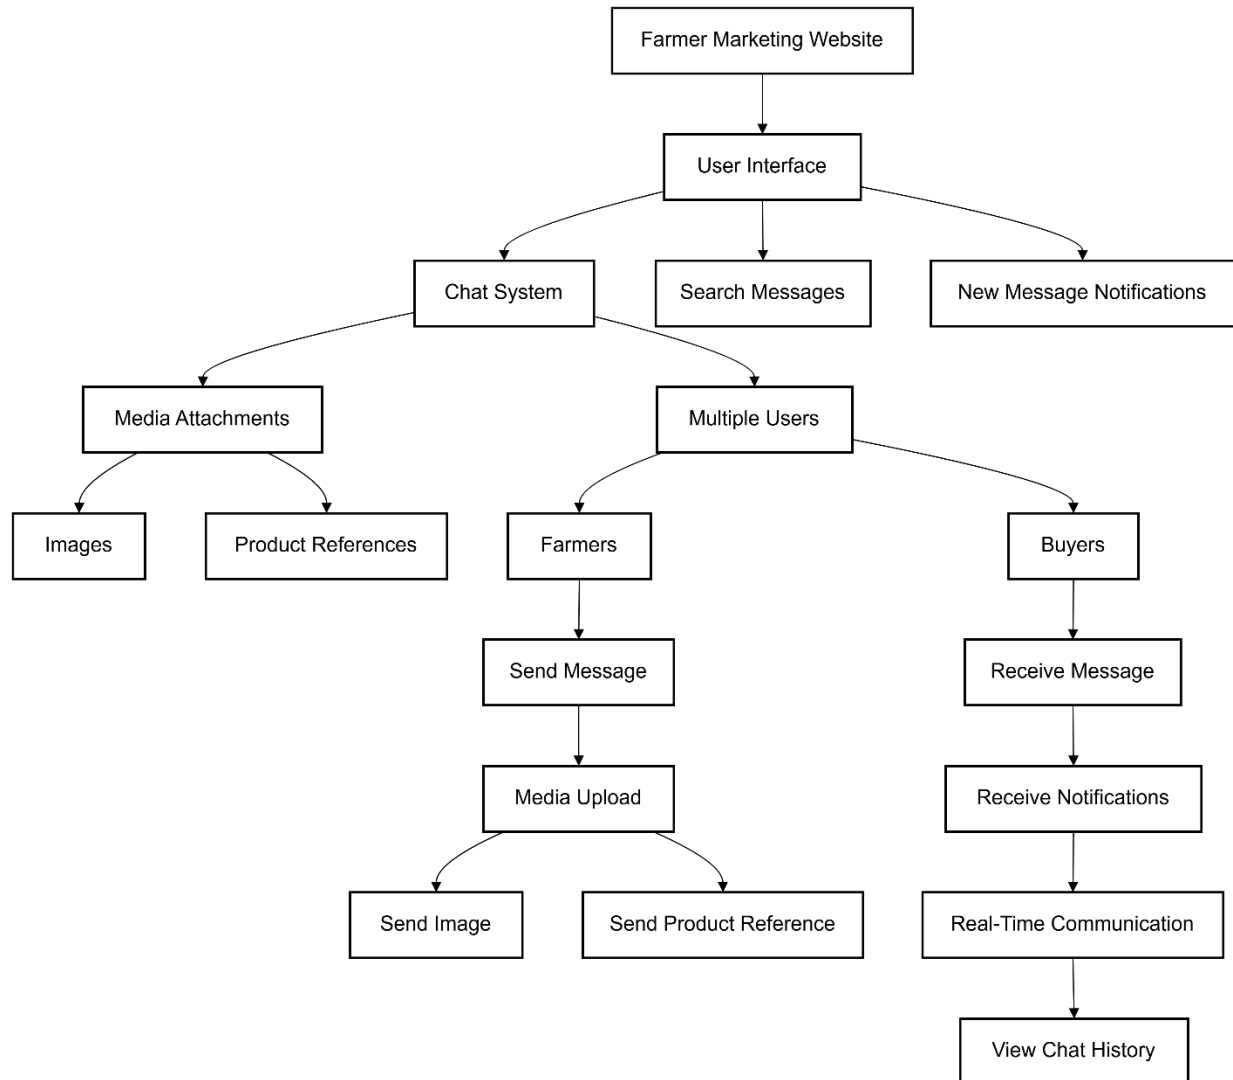 Farmer Marketing Website
User Interface
Chat System
Search Messages
New Message Notifications
Media Attachments
Multiple Users
Images
Product References
Farmers
Buyers
Send Message
Receive Message
Media Upload
Receive Notifications
Send Image
Send Product Reference
Real-Time Communication
View Chat History